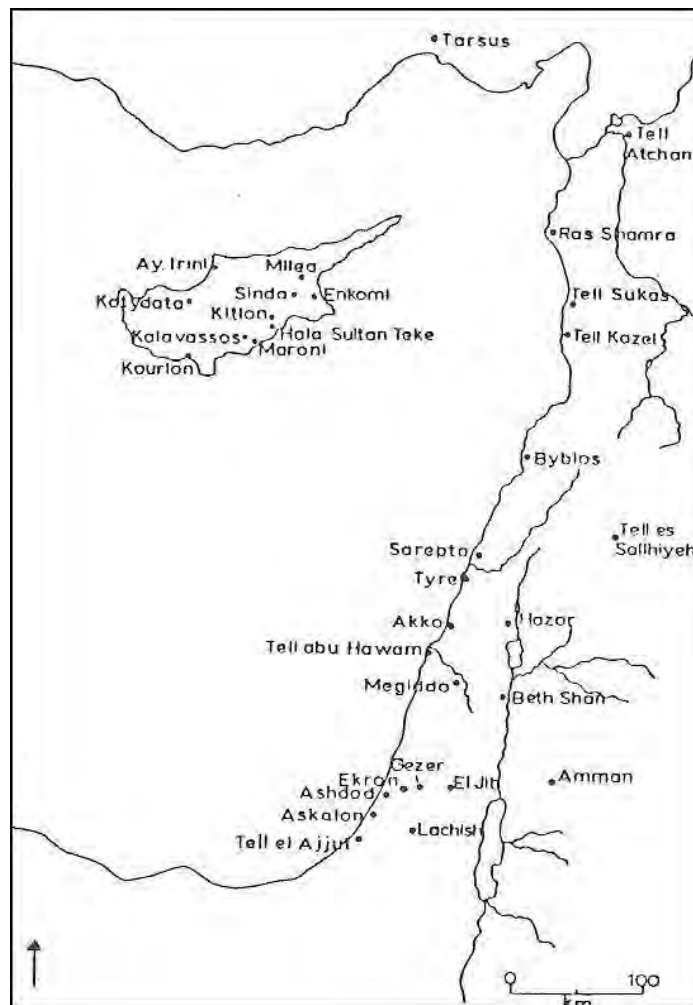 Tarsus
Tell
Atchan
Ras Shamra
Ay. Irini
Milea
Sinda
Enkomi
Katydata
Kition
Hala Sultan Teke
Kalavassos
Maroni
Kourion
Tell Sukas
Tell Kazel
Byblos
Tell es
Salihiyeh
Sarepta
Tyre
Akko
Hazor
Tell abu Hawam
Megiddo
Beth Shan
Gezer
Ekron
El Jib
Amman
Ashdod
Askalon
Lachish
Tell el Ajjul
0 100
km